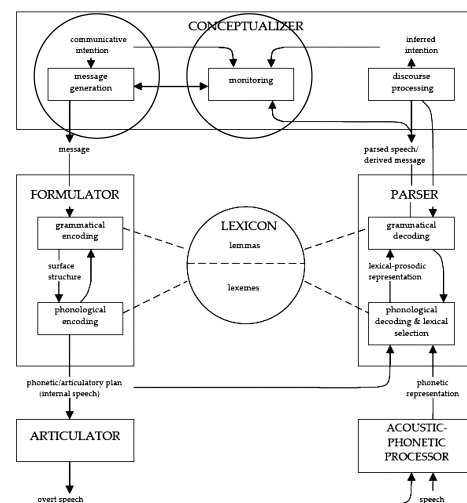 CONCEPTUALIZER
communicative
intention
inferred
intention
message
generation
monitoring
discourse
processing
message
parsed speech/
derived message
FORMULATOR
PARSER
LEXICON
grammatical
encoding
lemmas
grammatical
decoding
surface
structure
lexemes
lexical-prosodic
representation
phonological
encoding
phonological
decoding & lexical
selection
phonetic/articulatory plan
(internal speech)
phonetic
representation
ARTICULATOR
ACOUSTIC-
PHONETIC
PROCESSOR
overt speech
speech